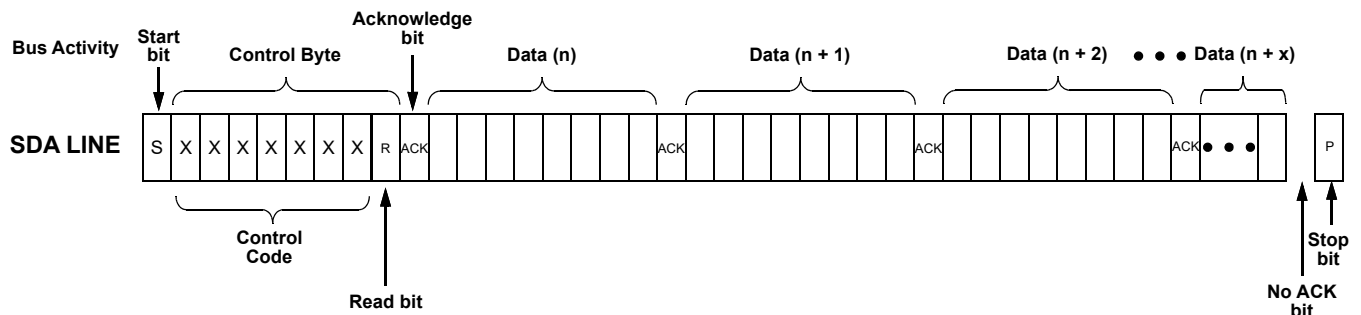 Bus Activity
Start
bit
Control Byte
Acknowledge
bit
Data (n)
Data (n + 1)
Data (n + 2) ● ● ● Data (n + x)
SDA LINE
S X X X X X X X R ACK ACK ACK ACK ● ● ● P
Control
Code
Read bit
No ACK
bit
Stop
bit